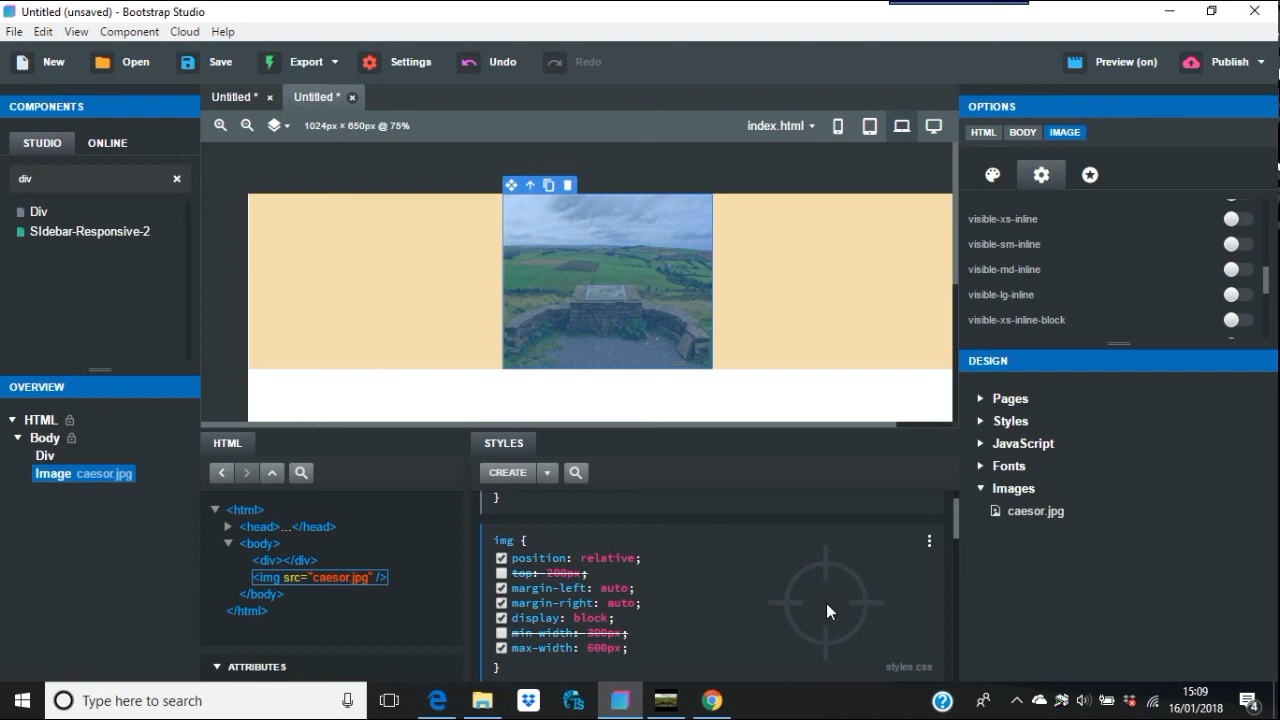 Untitled (unsaved) - Bootstrap Studio
File Edit View Component Cloud Help
New Open Save Export Settings Undo Redo Preview (on) Publish
COMPONENTS
STUDIO ONLINE
div
Div
SIdebar-Responsive-2
OVERVIEW
HTML
Body
Div
Image caesor.jpg
Untitled * Untitled *
1024px × 650px @ 75% index.html
HTML
<html>
<head>...</head>
<body>
<div></div>
<img src="caesor.jpg" />
</body>
</html>
ATTRIBUTES
STYLES
CREATE
}
img {
position: relative;
top: 200px;
margin-left: auto;
margin-right: auto;
display: block;
min-width: 300px;
max-width: 600px;
}
styles.css
OPTIONS
HTML BODY IMAGE
visible-xs-inline
visible-sm-inline
visible-md-inline
visible-lg-inline
visible-xs-inline-block
DESIGN
Pages
Styles
JavaScript
Fonts
Images
caesor.jpg
Type here to search
15:09
16/01/2018
4